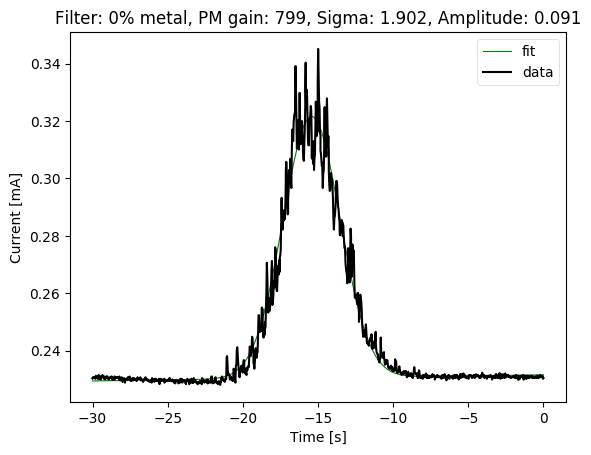 Filter: 0% metal, PM gain: 799, Sigma: 1.902, Amplitude: 0.091
fit
data
0.34
0.32
0.30
0.28
0.26
0.24
Current [mA]
−30 −25 −20 −15 −10 −5 0
Time [s]